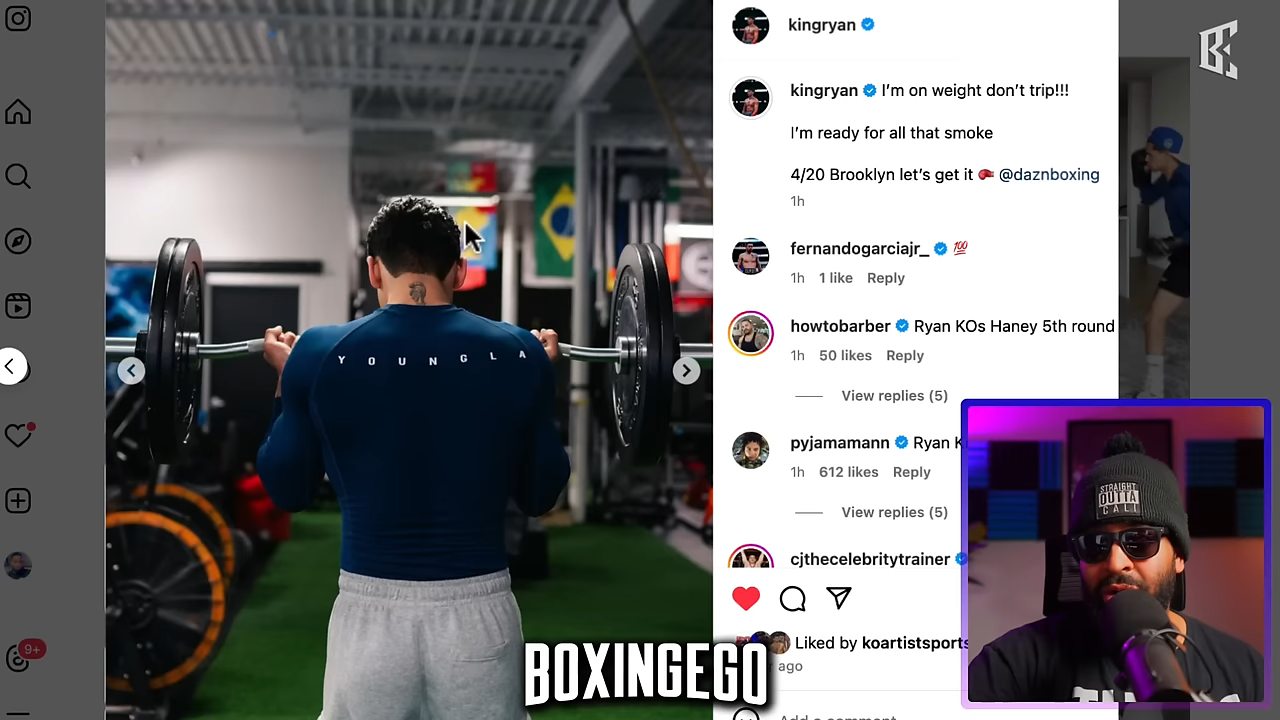 kingryan
kingryan I'm on weight don't trip!!!
I'm ready for all that smoke
4/20 Brooklyn let's get it 🥊 @daznboxing
1h
fernandogarciajr_ 💯
1h 1 like Reply
howtobarber Ryan KOs Haney 5th round
1h 50 likes Reply
View replies (5)
pyjamamann Ryan K
1h 612 likes Reply
View replies (5)
cjthecelebritytrainer
Liked by koartistsports
ago
Y O U N G L A
9+
STRAIGHT
OUTTA
CALI
BOXINGEGO